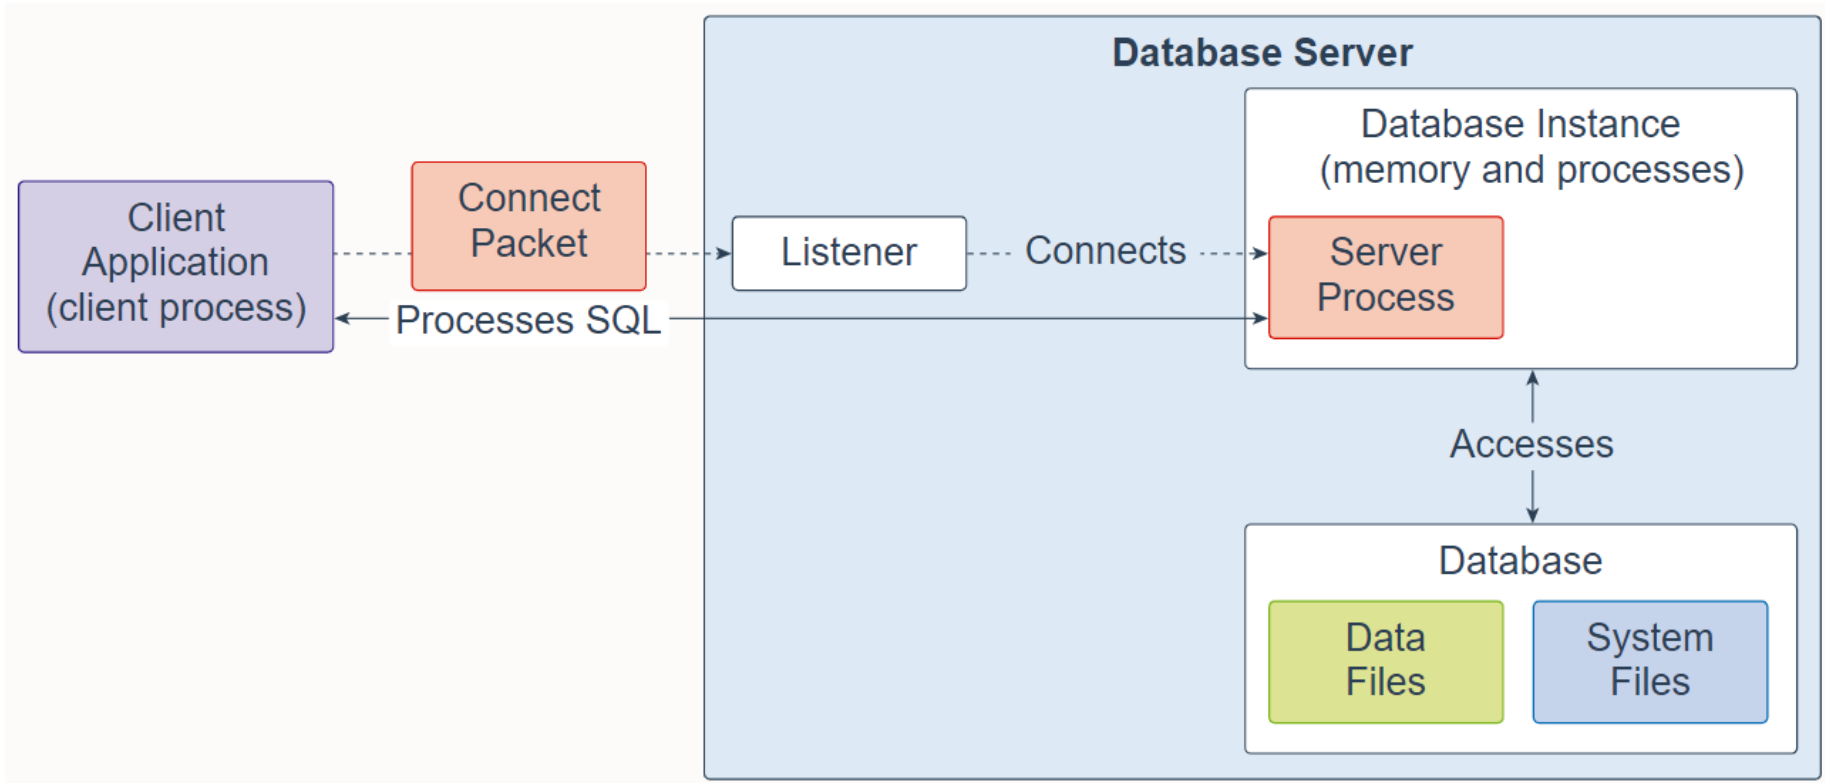 Database Server
Database Instance
(memory and processes)
Client
Application
(client process)
Connect
Packet
Listener
Connects
Server
Process
Processes SQL
Accesses
Database
Data
Files
System
Files